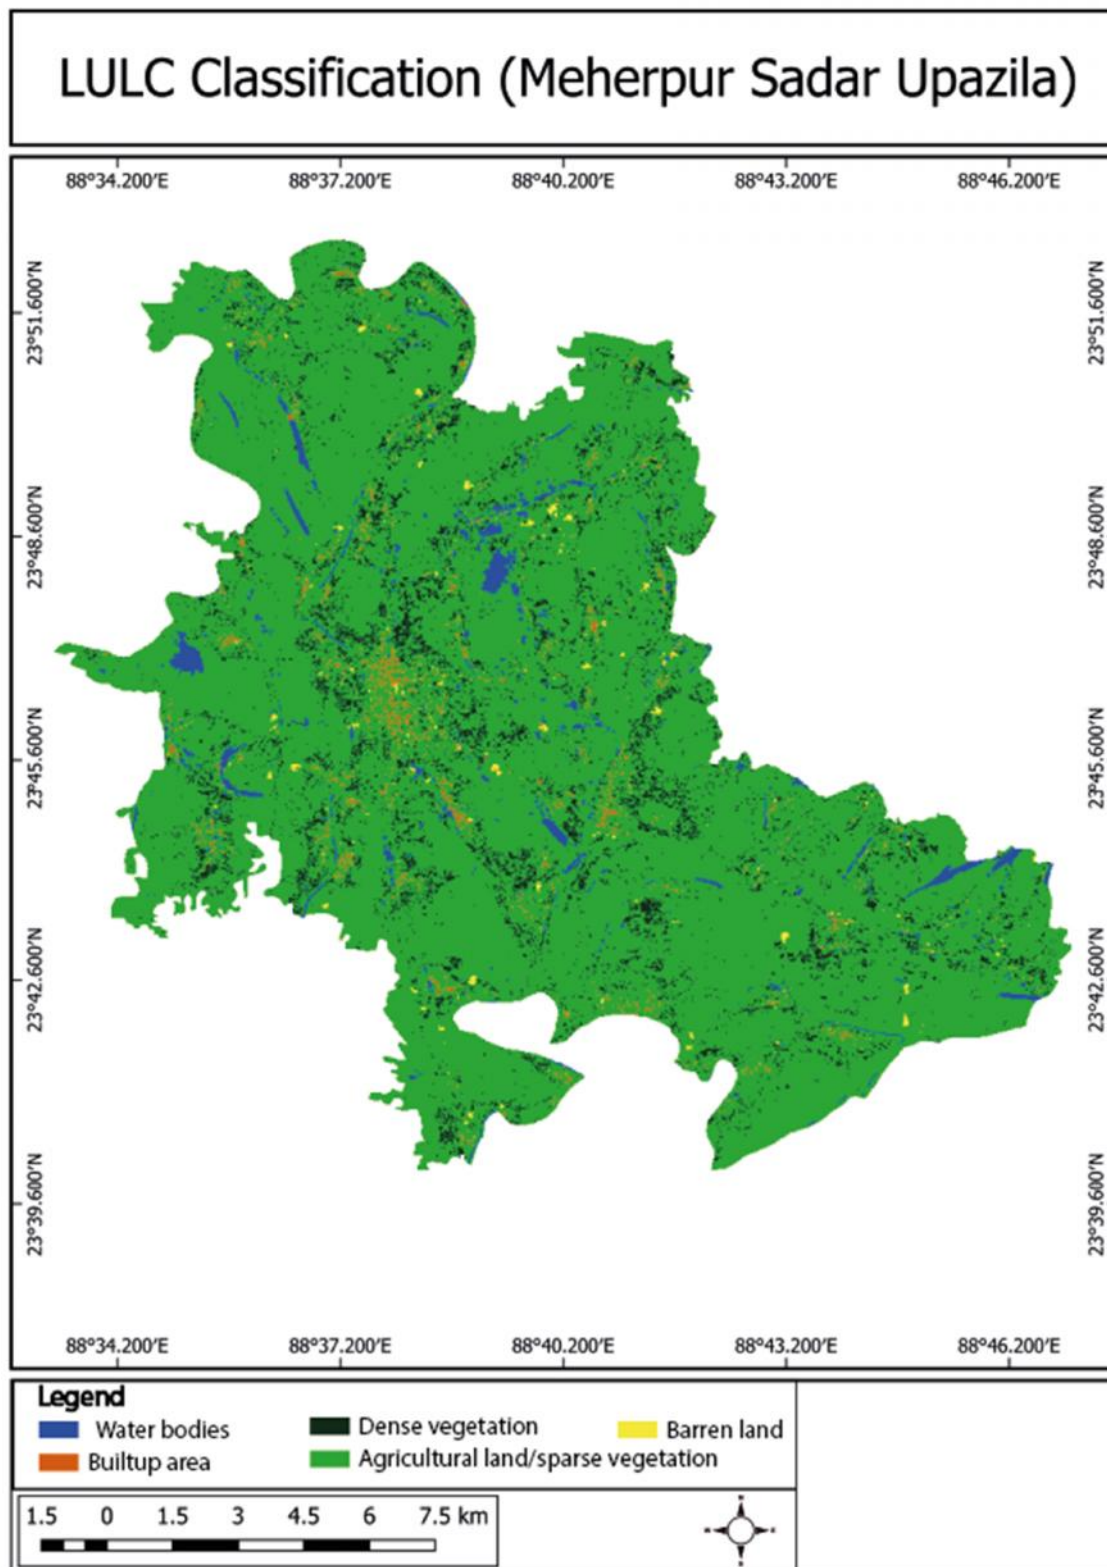 LULC Classification (Meherpur Sadar Upazila)
88°34.200'E 88°37.200'E 88°40.200'E 88°43.200'E 88°46.200'E
23°51.600'N 23°51.600'N
23°48.600'N 23°48.600'N
23°45.600'N 23°45.600'N
23°42.600'N 23°42.600'N
23°39.600'N 23°39.600'N
88°34.200'E 88°37.200'E 88°40.200'E 88°43.200'E 88°46.200'E
Legend
Water bodies Dense vegetation Barren land
Builtup area Agricultural land/sparse vegetation
1.5 0 1.5 3 4.5 6 7.5 km